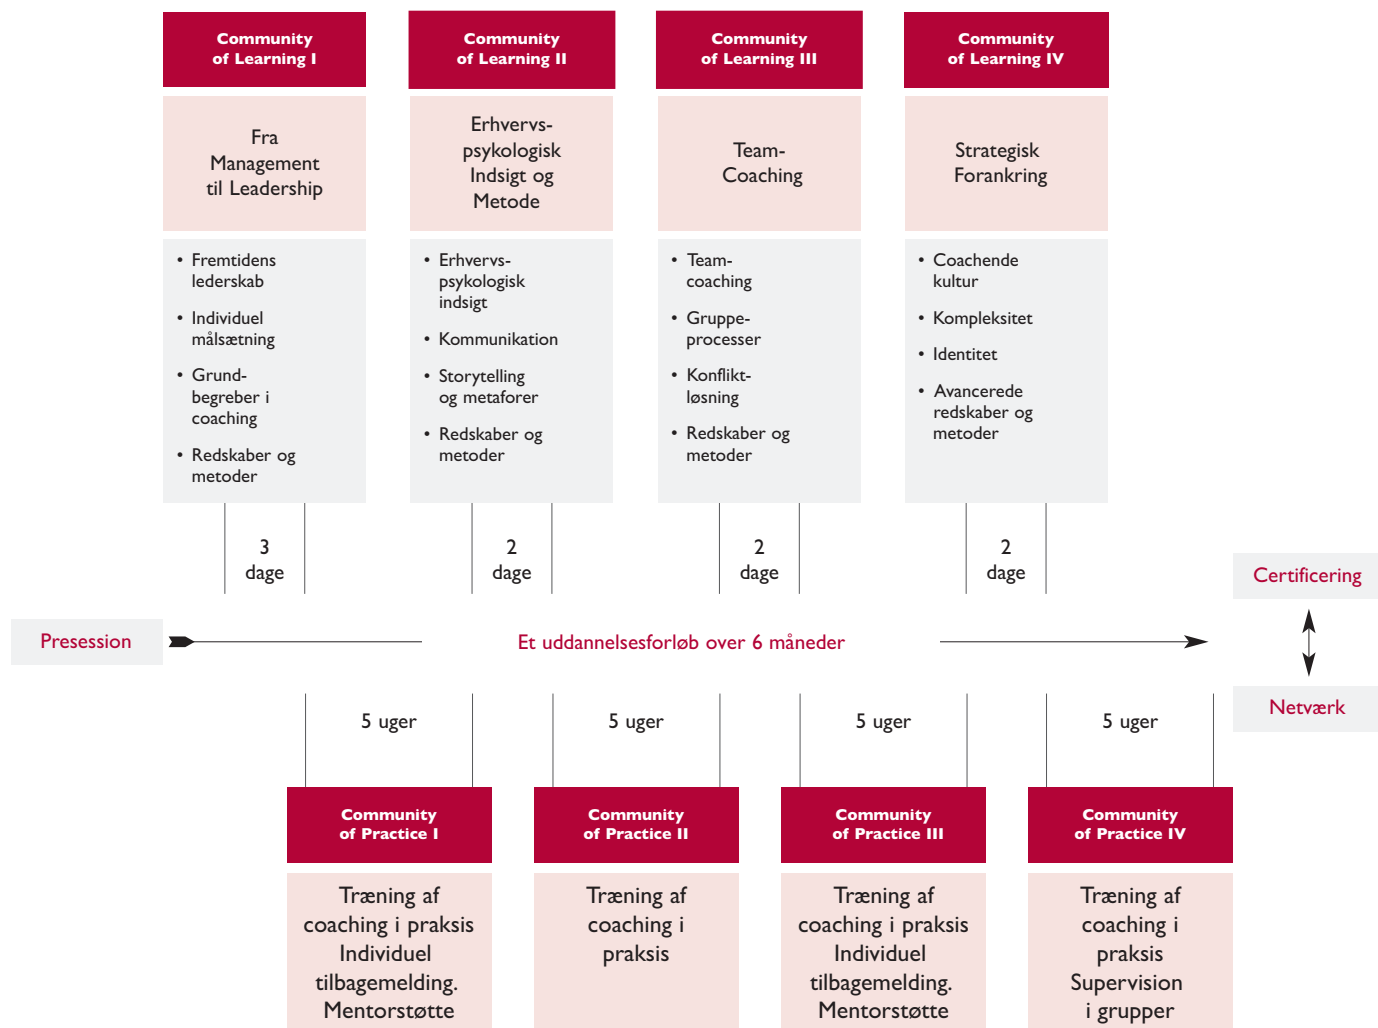 Community
of Learning I
Community
of Learning II
Community
of Learning III
Community
of Learning IV
Fra
Management
til Leadership
Erhvervs-
psykologisk
Indsigt og
Metode
Team-
Coaching
Strategisk
Forankring
• Fremtidens
lederskab
• Individuel
målsætning
• Grund-
begreber i
coaching
• Redskaber og
metoder
• Erhvervs-
psykologisk
indsigt
• Kommunikation
• Storytelling
og metaforer
• Redskaber og
metoder
• Team-
coaching
• Gruppe-
processer
• Konflikt-
løsning
• Redskaber og
metoder
• Coachende
kultur
• Kompleksitet
• Identitet
• Avancerede
redskaber og
metoder
3
dage
2
dage
2
dage
2
dage
Certificering
Presession
Et uddannelsesforløb over 6 måneder
Netværk
5 uger
5 uger
5 uger
5 uger
Community
of Practice I
Community
of Practice II
Community
of Practice III
Community
of Practice IV
Træning af
coaching i praksis
Individuel
tilbagemelding.
Mentorstøtte
Træning af
coaching i
praksis
Træning af
coaching i praksis
Individuel
tilbagemelding.
Mentorstøtte
Træning af
coaching i
praksis
Supervision
i grupper